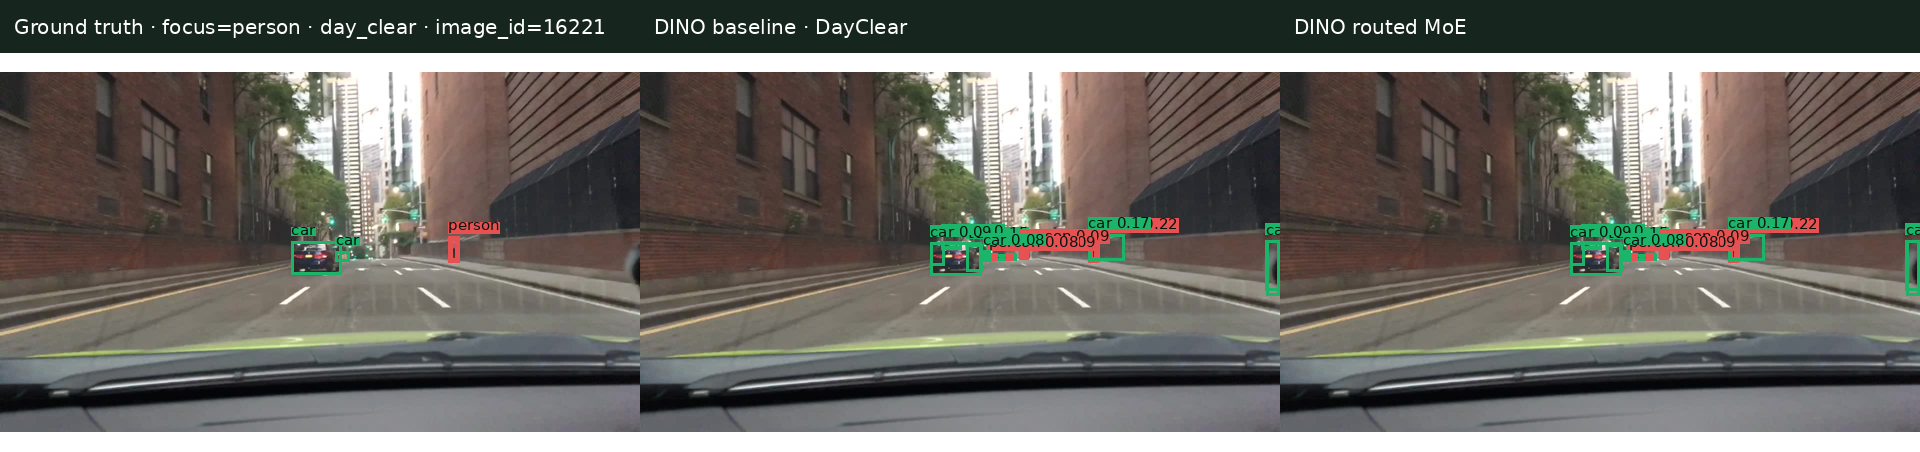 Ground truth · focus=person · day_clear · image_id=16221
DINO baseline · DayClear
DINO routed MoE
car
car
person
car 0.09
car 0.08
0.0809
0.09
car 0.17
.22
ca
car 0.09
car 0.08
0.0809
0.09
car 0.17
.22
ca